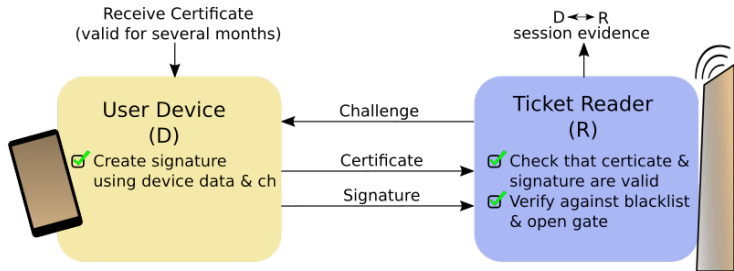 Receive Certificate
(valid for several months)
D R
session evidence
User Device
(D)
Create signature
using device data & ch
Challenge
Certificate
Signature
Ticket Reader
(R)
Check that certicate &
signature are valid
Verify against blacklist
& open gate